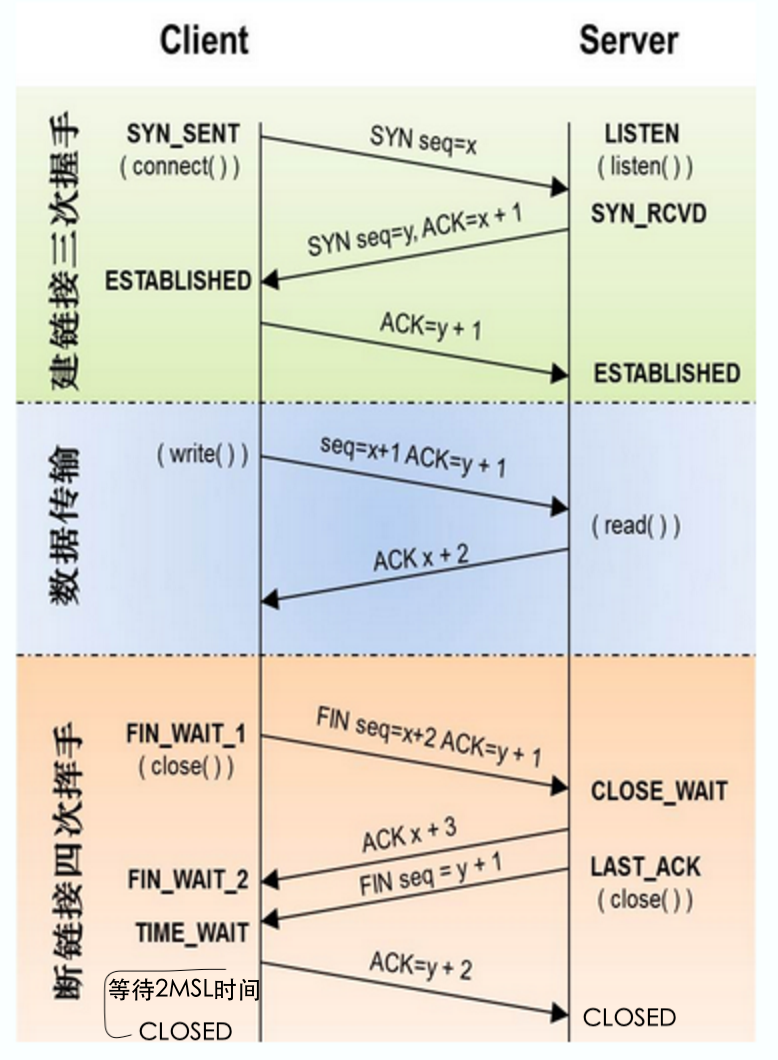 Client
Server
建链接三次握手
SYN_SENT
( connect( ) )
SYN seq=x
LISTEN
( listen( ) )
SYN_RCVD
SYN seq=y, ACK=x + 1
ESTABLISHED
ACK=y + 1
ESTABLISHED
数据传输
( write( ) )
seq=x+1 ACK=y + 1
( read( ) )
ACK x + 2
断链接四次挥手
FIN_WAIT_1
( close( ) )
FIN seq=x+2 ACK=y + 1
CLOSE_WAIT
ACK x + 3
FIN_WAIT_2
FIN seq = y + 1
LAST_ACK
( close( ) )
TIME_WAIT
ACK=y + 2
等待2MSL时间
CLOSED
CLOSED